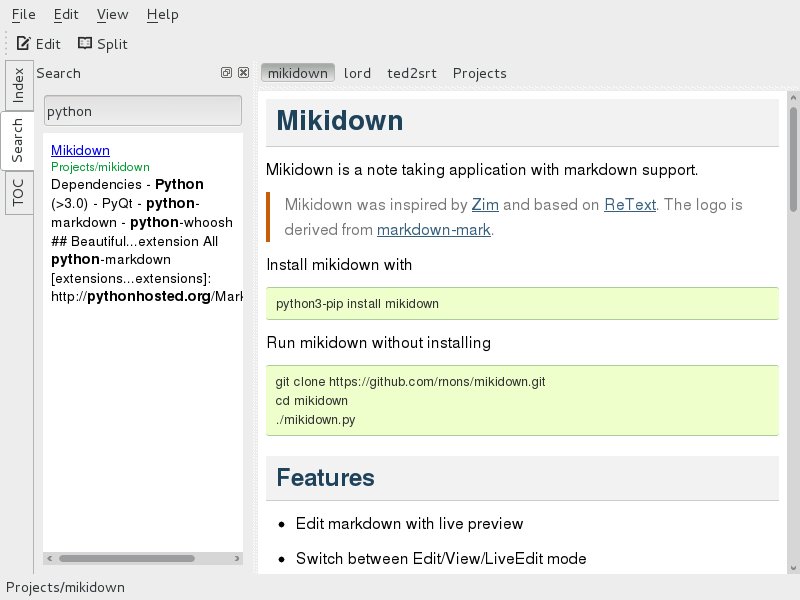 File Edit View Help
Edit Split
Index
Search
TOC
Search
python
Mikidown
Projects/mikidown
Dependencies - Python
(>3.0) - PyQt - python-
markdown - python-whoosh
## Beautiful...extension All
python-markdown
[extensions...extensions]:
http://pythonhosted.org/Mark
mikidown lord ted2srt Projects
Mikidown
Mikidown is a note taking application with markdown support.
Mikidown was inspired by Zim and based on ReText. The logo is
derived from markdown-mark.
Install mikidown with
python3-pip install mikidown
Run mikidown without installing
git clone https://github.com/rnons/mikidown.git
cd mikidown
./mikidown.py
Features
• Edit markdown with live preview
• Switch between Edit/View/LiveEdit mode
Projects/mikidown